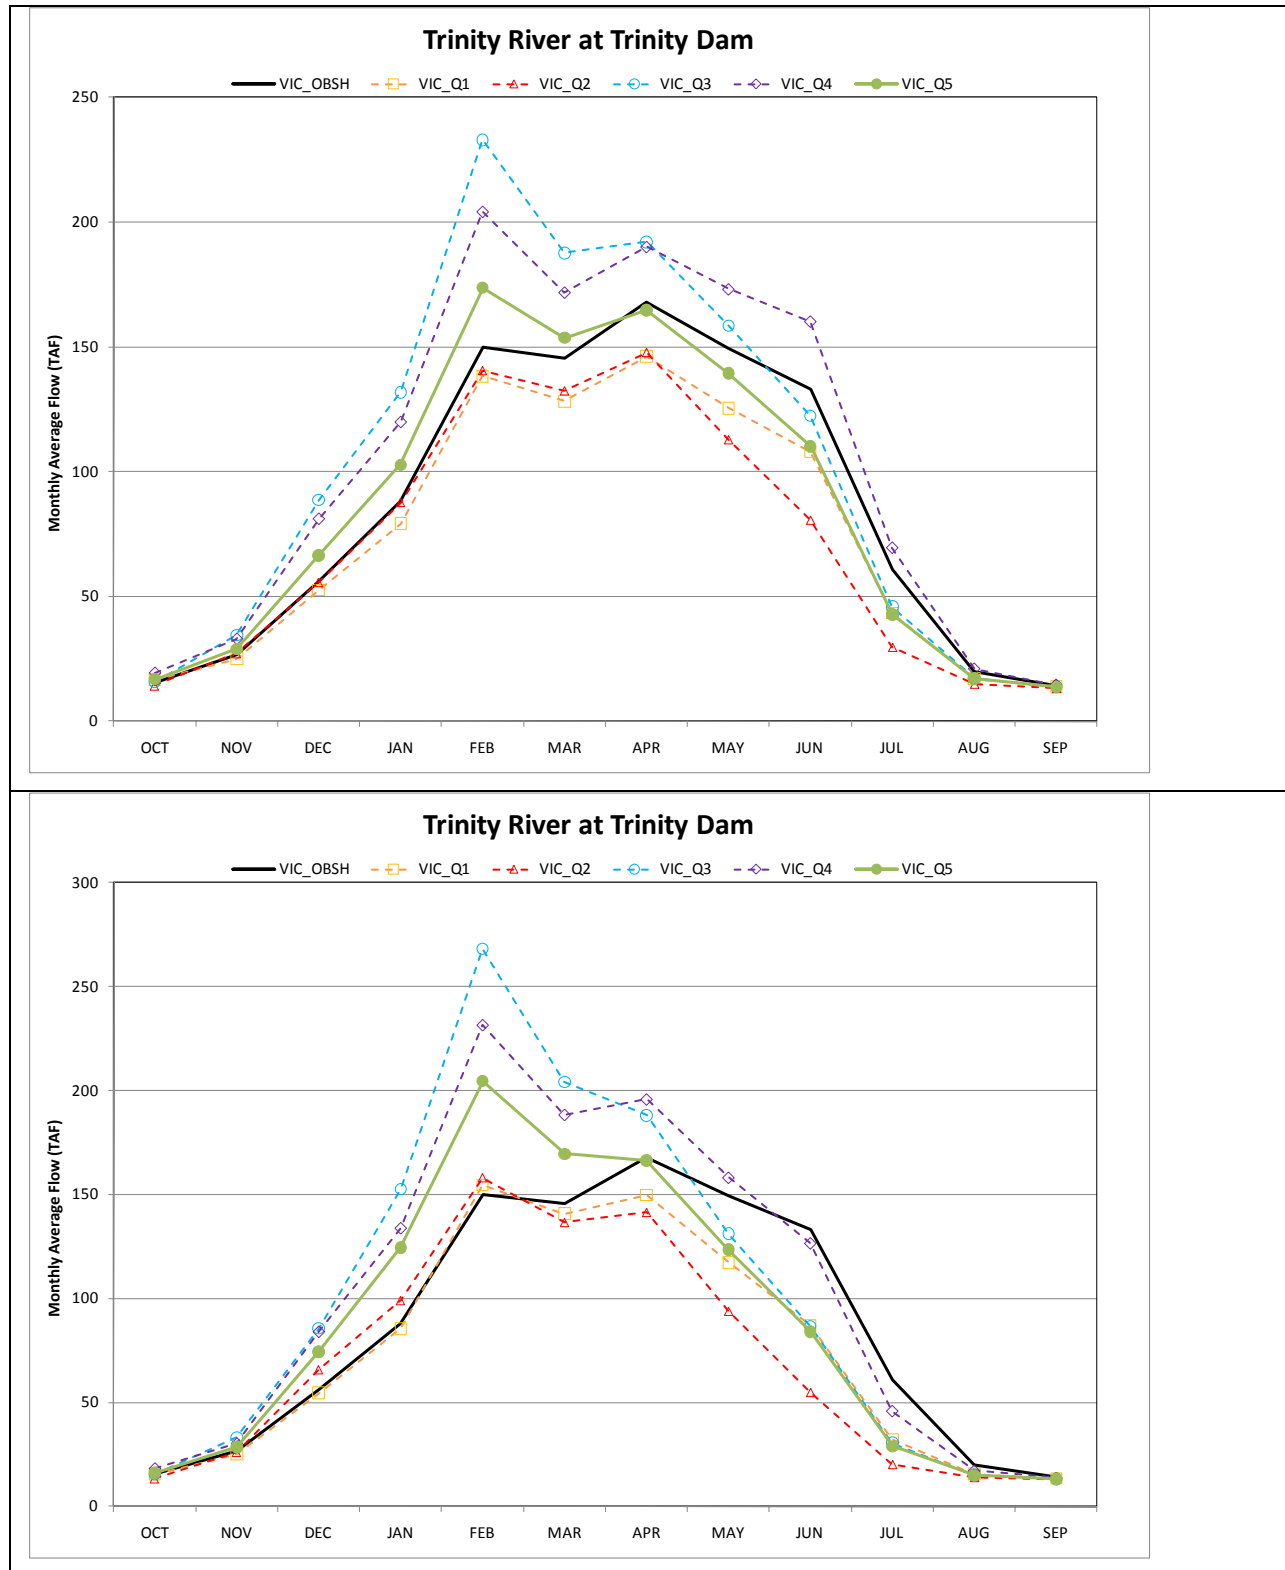 Trinity River at Trinity Dam
VIC_OBSH VIC_Q1 VIC_Q2 VIC_Q3 VIC_Q4 VIC_Q5
250
200
150
100
50
0
Monthly Average Flow (TAF)
OCT NOV DEC JAN FEB MAR APR MAY JUN JUL AUG SEP
Trinity River at Trinity Dam
VIC_OBSH VIC_Q1 VIC_Q2 VIC_Q3 VIC_Q4 VIC_Q5
300
250
200
150
100
50
0
Monthly Average Flow (TAF)
OCT NOV DEC JAN FEB MAR APR MAY JUN JUL AUG SEP